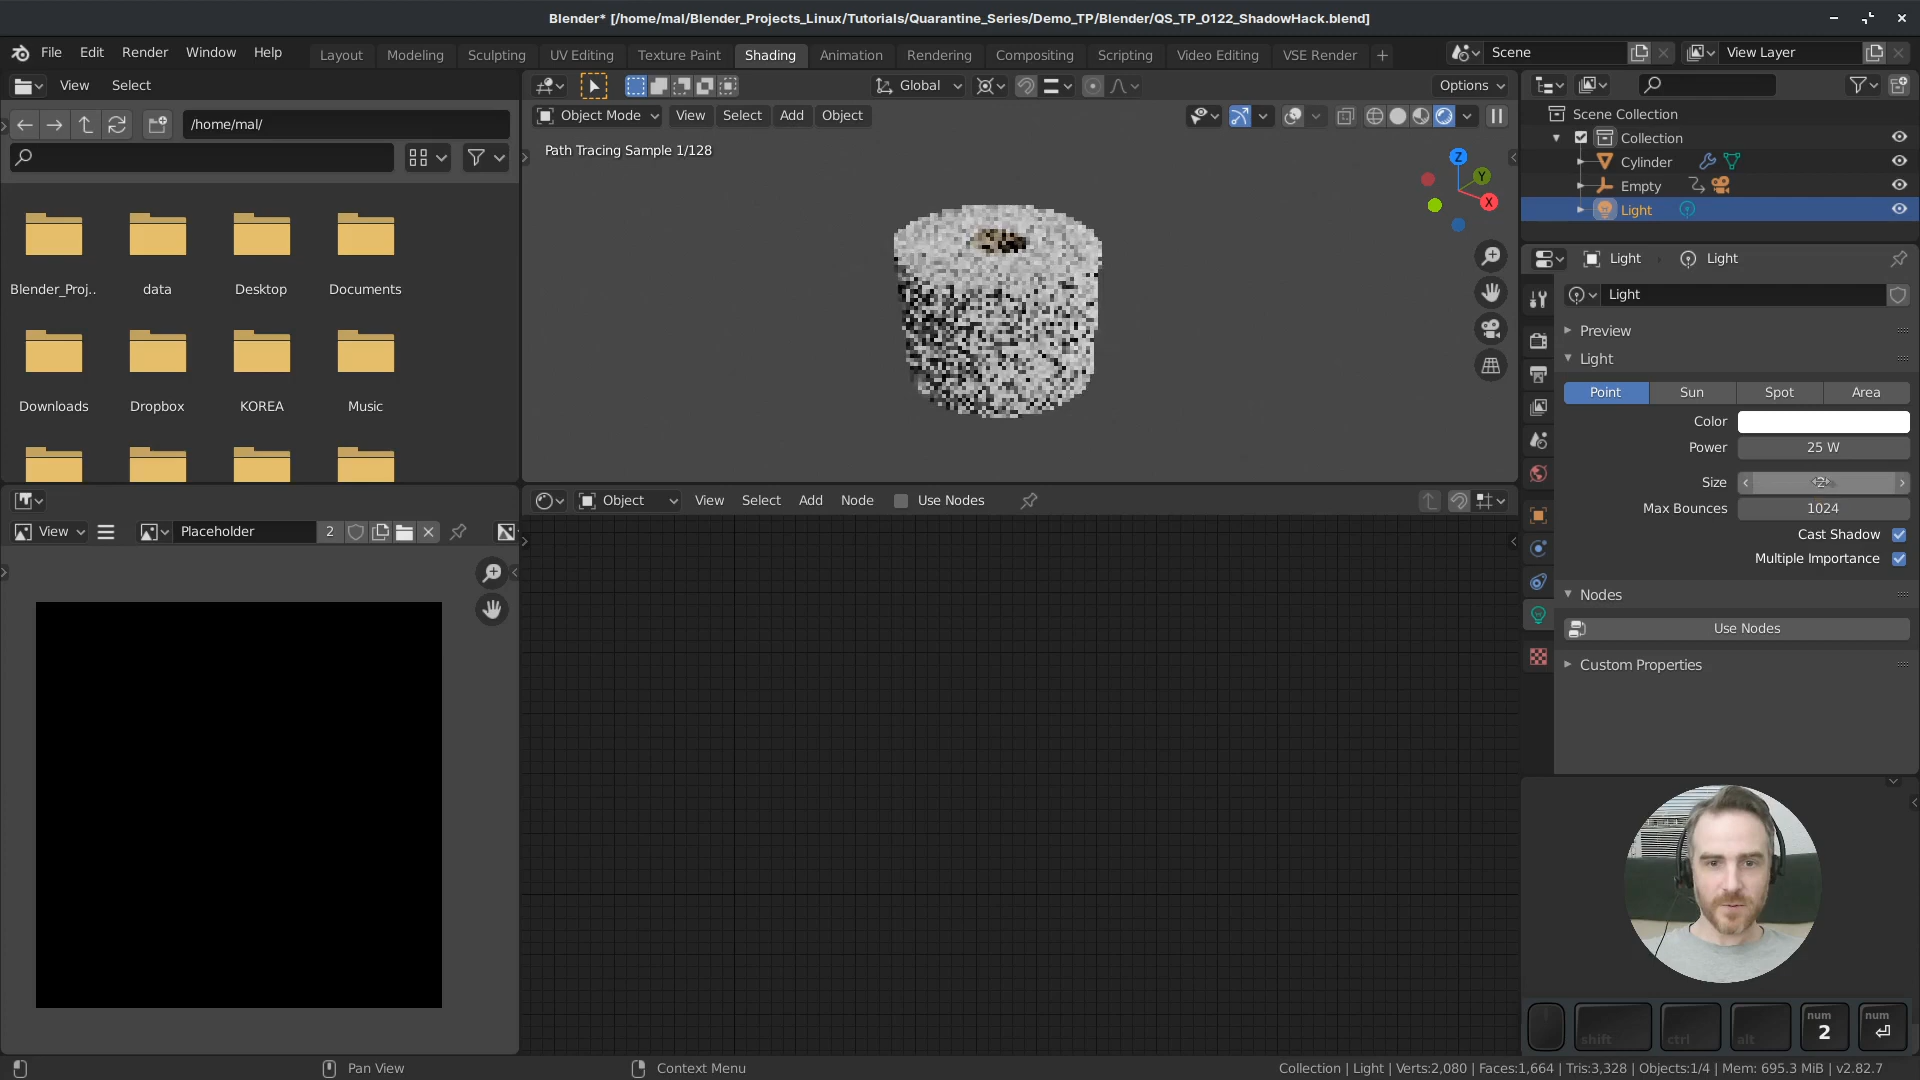 Blender* [/home/mal/Blender_Projects_Linux/Tutorials/Quarantine_Series/Demo_TP/Blender/QS_TP_0122_ShadowHack.blend]
File Edit Render Window Help Layout Modeling Sculpting UV Editing Texture Paint Shading Animation Rendering Compositing Scripting Video Editing VSE Render Scene View Layer
View Select
Global Options
/home/mal/
Object Mode View Select Add Object
Path Tracing Sample 1/128
Z
Y
X
Blender_Proj.. data Desktop Documents
Downloads Dropbox KOREA Music
Scene Collection
Collection
Cylinder
Empty
Light
Light Light
Light
Preview
Light
Point Sun Spot Area
Color
Power 25 W
Size
Max Bounces 1024
Cast Shadow
Multiple Importance
Nodes
Use Nodes
Custom Properties
Object View Select Add Node Use Nodes
View Placeholder 2
shift ctrl alt num 2 num
Pan View Context Menu
Collection | Light | Verts:2,080 | Faces:1,664 | Tris:3,328 | Objects:1/4 | Mem: 695.3 MiB | v2.82.7